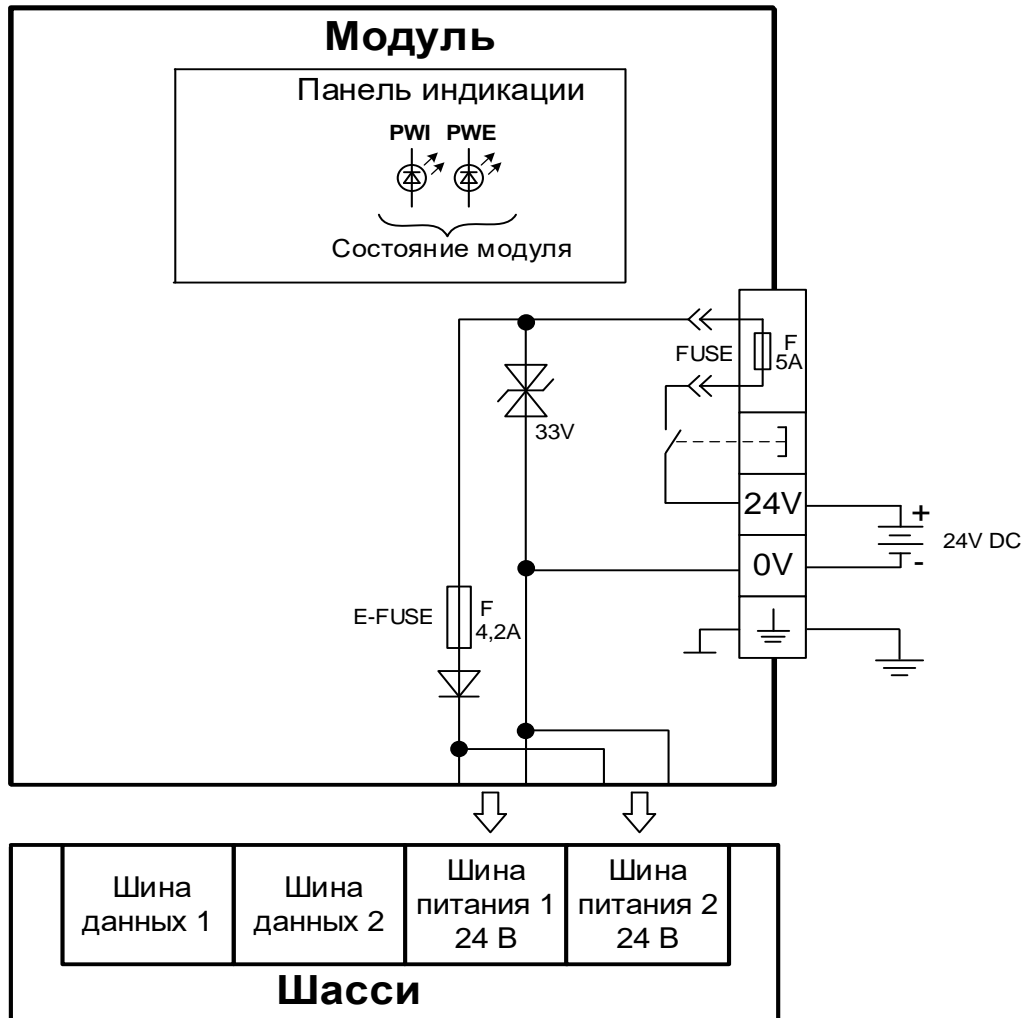 Модуль
Панель индикации
PWI PWE
Состояние модуля
FUSE
F
5A
33V
24V
+
24V DC
0V
-
E-FUSE
F
4,2A
Шина
данных 1
Шина
данных 2
Шина
питания 1
24 В
Шина
питания 2
24 В
Шасси